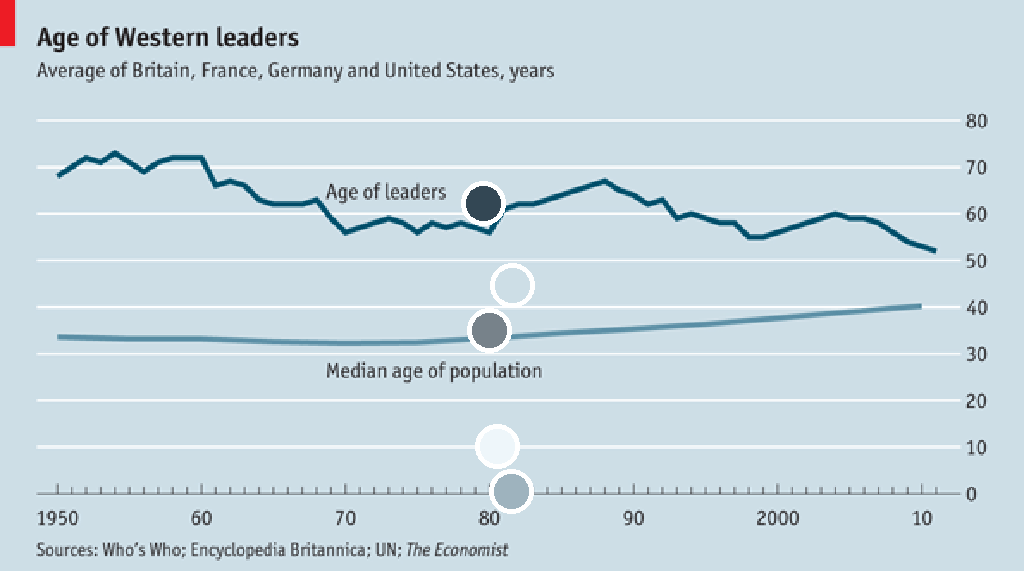 Age of Western leaders
Average of Britain, France, Germany and United States, years
80
70
Age of leaders
60
50
40
30
Median age of population
20
10
0
1950 60 70 80 90 2000 10
Sources: Who's Who; Encyclopedia Britannica; UN; The Economist